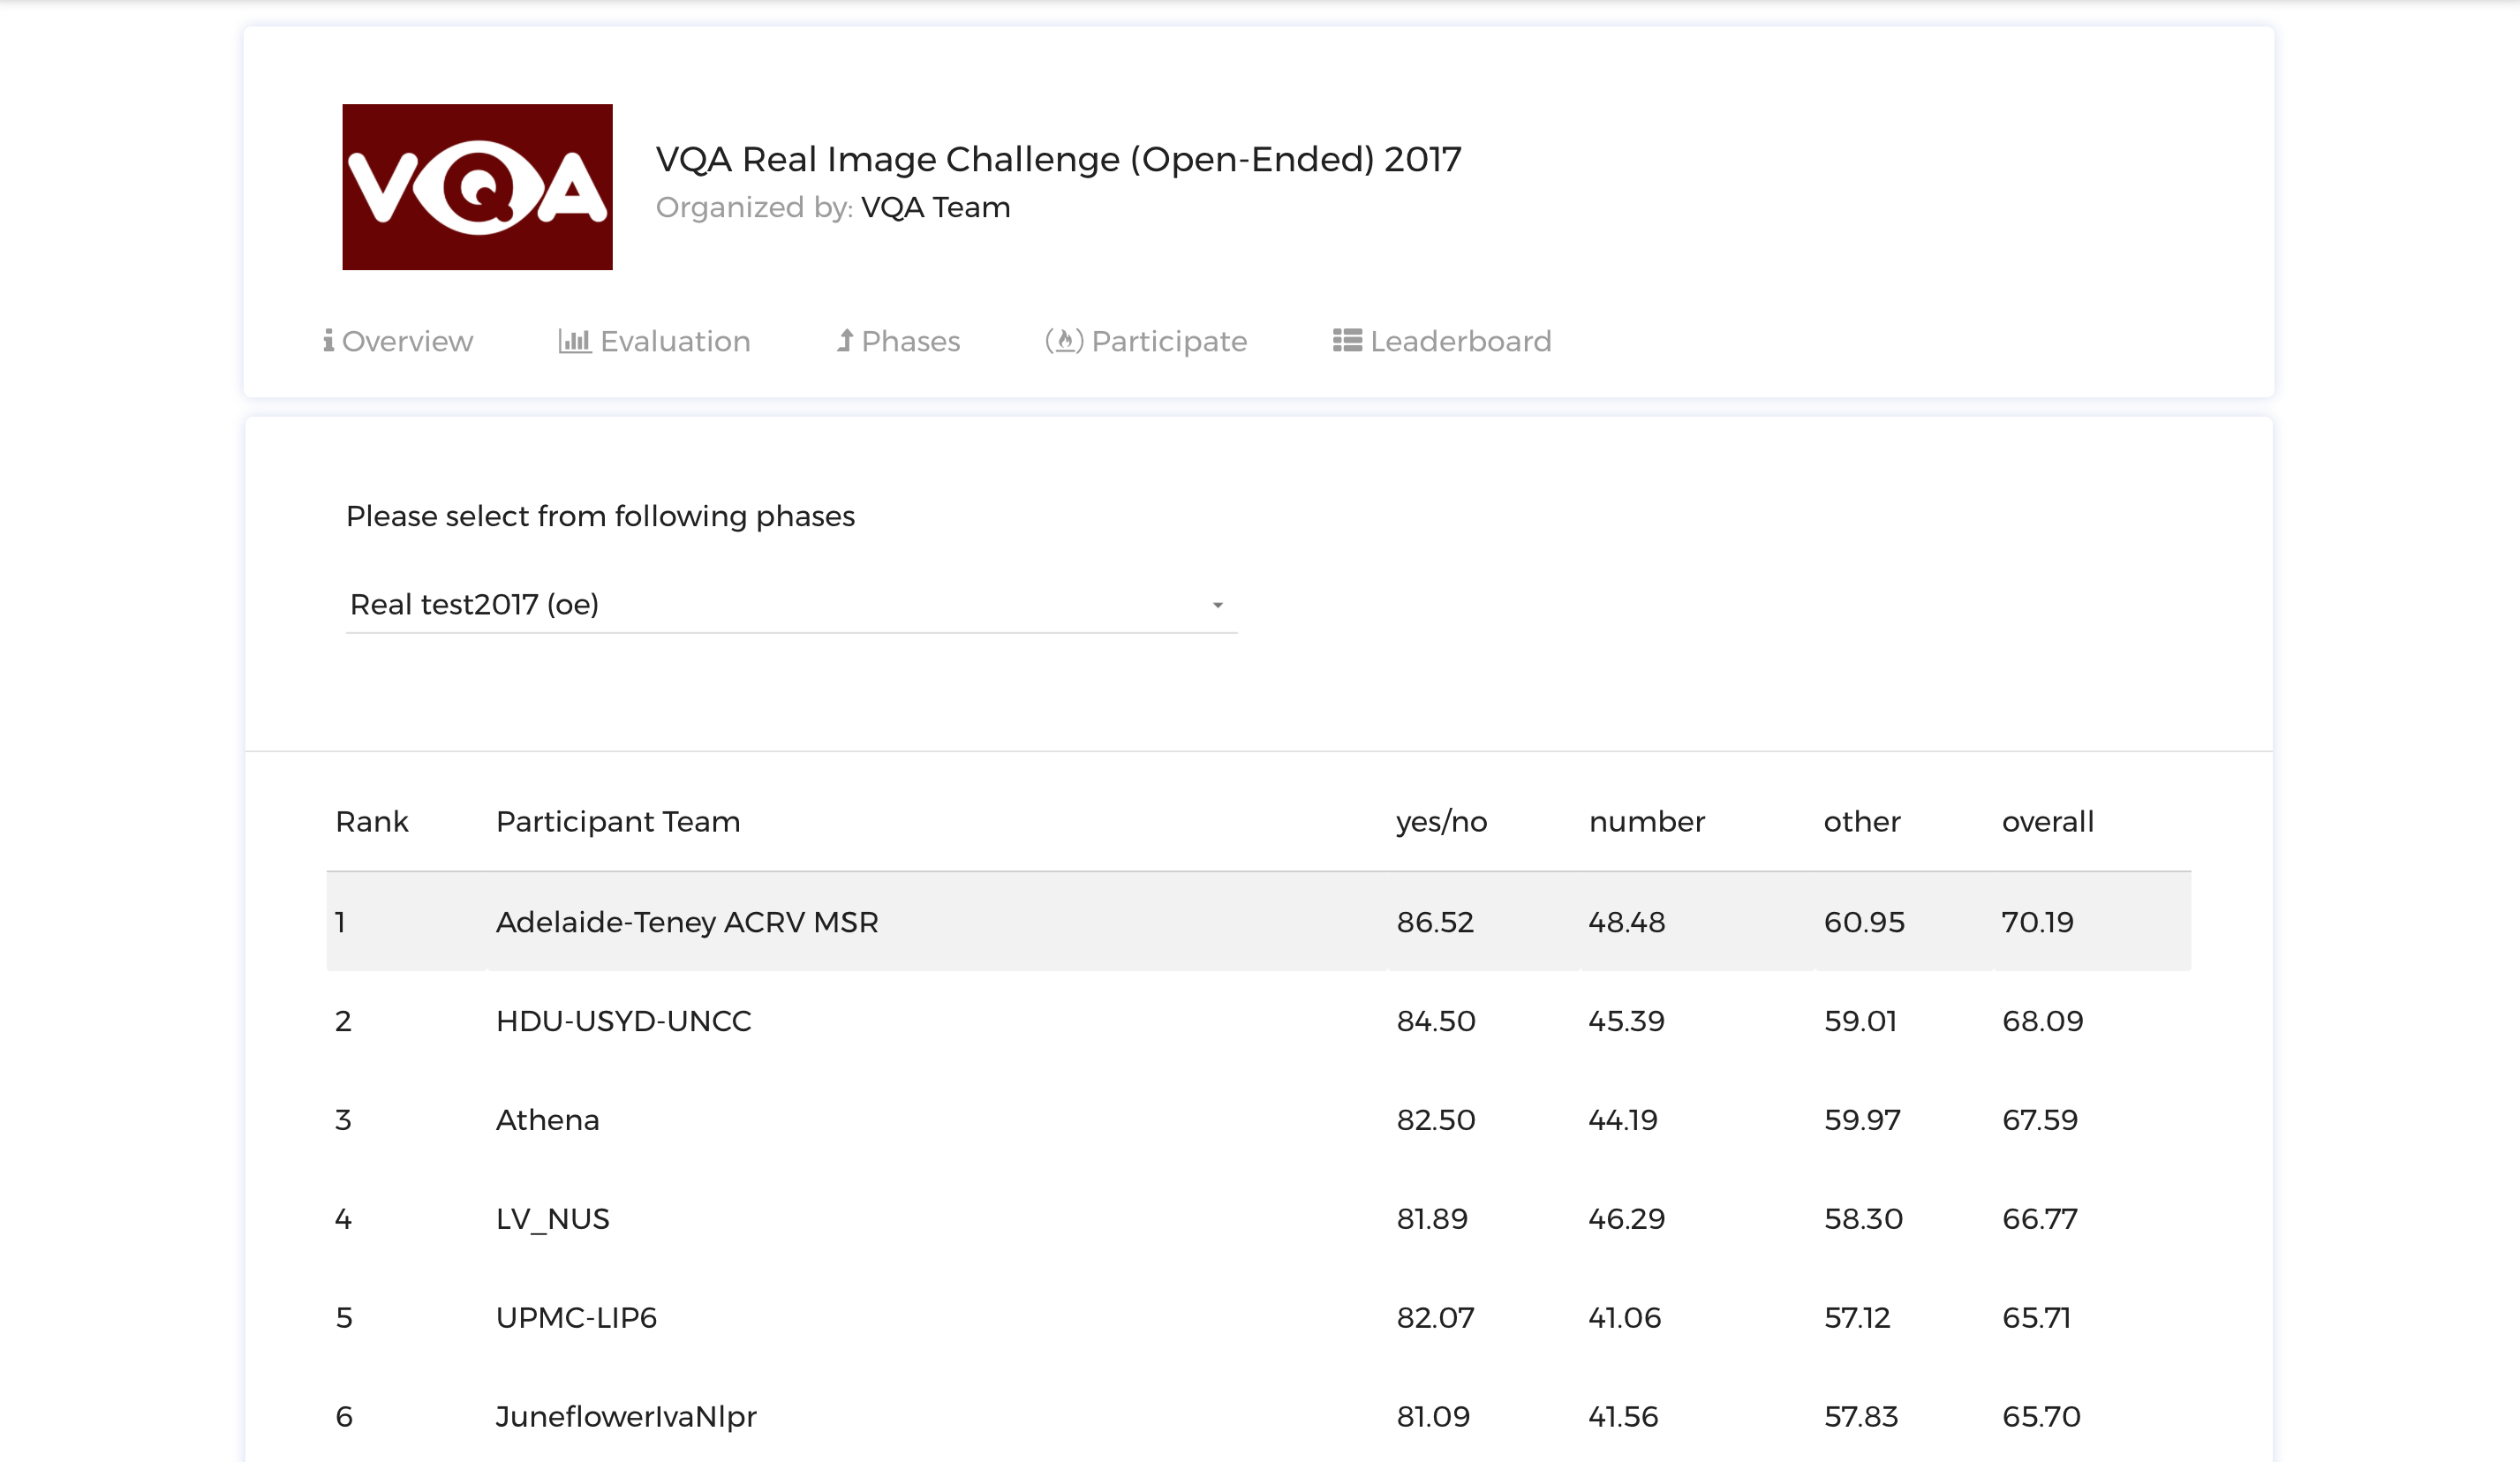 VQA
VQA Real Image Challenge (Open-Ended) 2017
Organized by: VQA Team
Overview Evaluation Phases Participate Leaderboard
Please select from following phases
Real test2017 (oe)
Rank Participant Team yes/no number other overall
1 Adelaide-Teney ACRV MSR 86.52 48.48 60.95 70.19
2 HDU-USYD-UNCC 84.50 45.39 59.01 68.09
3 Athena 82.50 44.19 59.97 67.59
4 LV_NUS 81.89 46.29 58.30 66.77
5 UPMC-LIP6 82.07 41.06 57.12 65.71
6 JuneflowerIvaNlpr 81.09 41.56 57.83 65.70